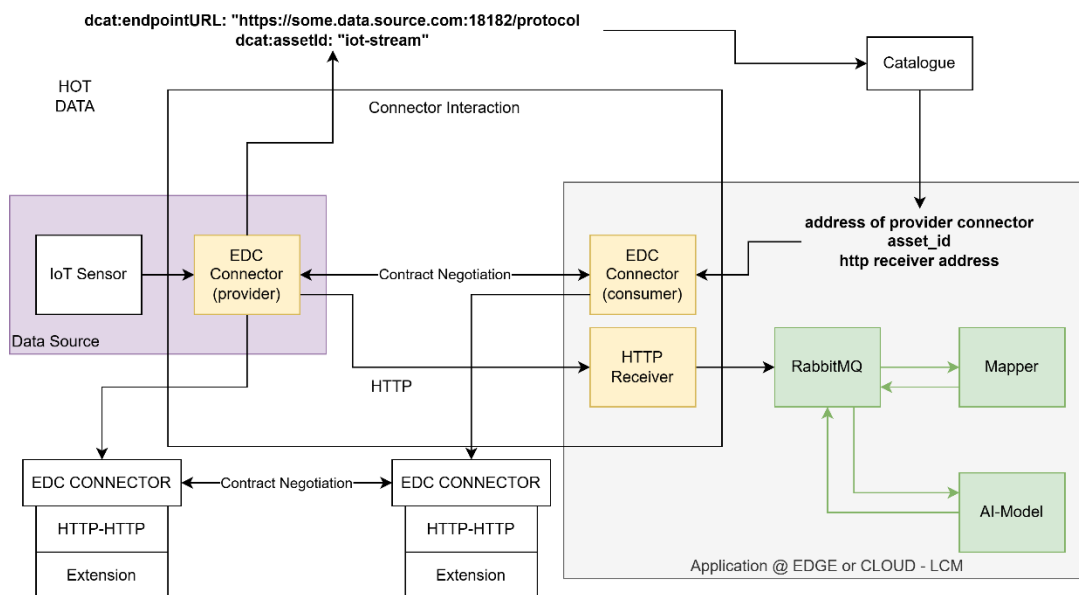 dcat:endpointURL: "https://some.data.source.com:18182/protocol
dcat:assetId: "iot-stream"
Catalogue
HOT
DATA
Connector Interaction
address of provider connector
asset_id
http receiver address
IoT Sensor
EDC
Connector
(provider)
Contract Negotiation
EDC
Connector
(consumer)
Data Source
HTTP
HTTP
Receiver
RabbitMQ
Mapper
EDC CONNECTOR
Contract Negotiation
EDC CONNECTOR
HTTP-HTTP
HTTP-HTTP
AI-Model
Extension
Extension
Application @ EDGE or CLOUD - LCM